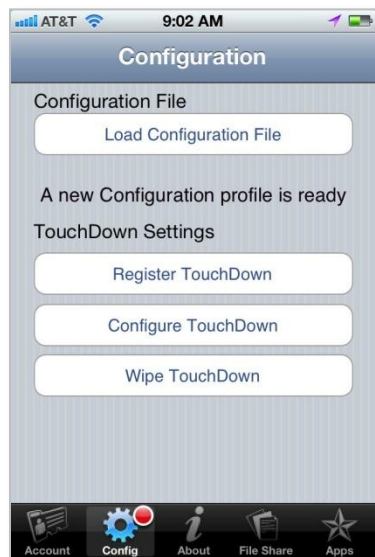 AT&T 9:02 AM
Configuration
Configuration File
Load Configuration File
A new Configuration profile is ready
TouchDown Settings
Register TouchDown
Configure TouchDown
Wipe TouchDown
Account Config About File Share Apps